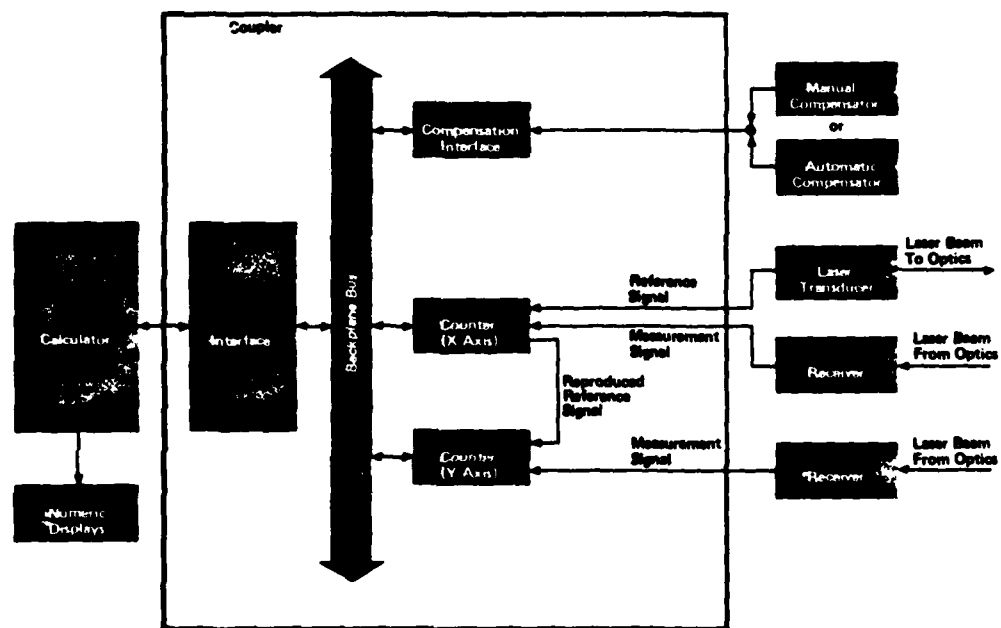 Coupler
Manual
Compensator
or
Automatic
Compensator
Compensation
Interface
Laser Beam
To Optics
Laser
Transducer
Reference
Signal
Calculator
Interface
Backplane Bus
Counter
(X Axis)
Measurement
Signal
Laser Beam
From Optics
Receiver
Reproduced
Reference
Signal
Counter
(Y Axis)
Measurement
Signal
Laser Beam
From Optics
Receiver
Numeric
Displays